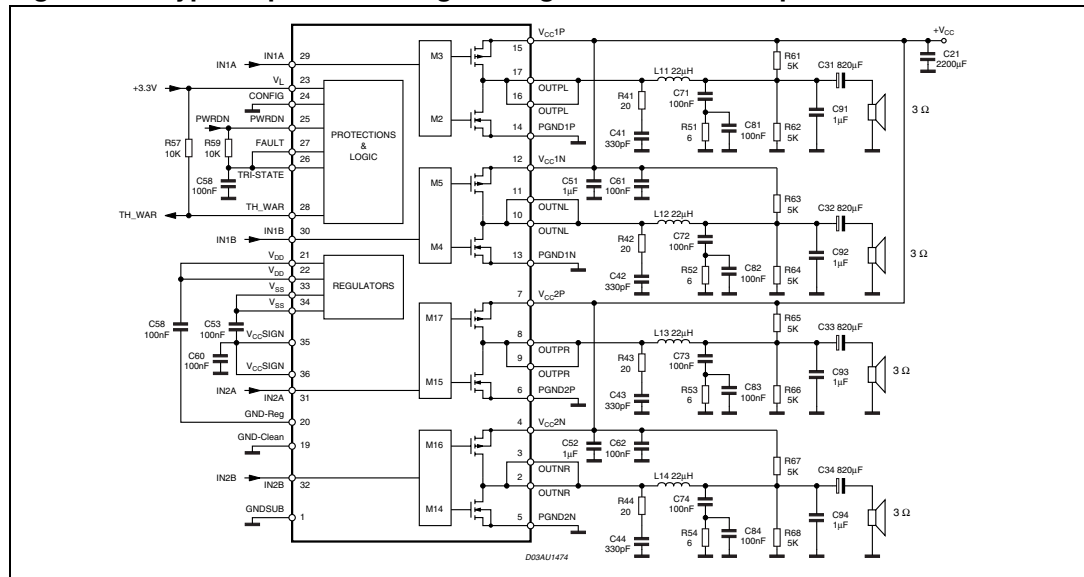 VCC1P
+VCC
IN1A 29
M3
15
R61
5K
C21
2200µF
C31 820µF
VL 23
+3.3V
17
L11 22µH
OUTPL
CONFIG 24
16
OUTPL
R41
20
C71
100nF
C91
1µF
3 Ω
PWRDN
PWRDN 25
M2
PROTECTIONS
&
LOGIC
R57
10K
R59
10K
FAULT 27
14
PGND1P
C41
330pF
R51
6
C81
100nF
R62
5K
26
TRI-STATE
12
VCC1N
C58
100nF
M5
C51
1µF
C61
100nF
11
OUTNL
R63
5K
C32 820µF
TH_WAR
TH_WAR 28
10
OUTNL
L12 22µH
IN1B
IN1B 30
M4
R42
20
C72
100nF
C92
1µF
3 Ω
13
PGND1N
VDD 21
VDD 22
REGULATORS
C42
330pF
R52
6
C82
100nF
R64
5K
VSS 33
VSS 34
7
VCC2P
C58
100nF
C53
100nF
M17
R65
5K
C33 820µF
VCCSIGN 35
8
OUTPR
L13 22µH
C60
100nF
9
OUTPR
R43
20
C73
100nF
C93
1µF
3 Ω
VCCSIGN 36
M15
IN2A
IN2A 31
6
PGND2P
C43
330pF
R53
6
C83
100nF
R66
5K
GND-Reg 20
4
VCC2N
GND-Clean 19
M16
C52
1µF
C62
100nF
3
OUTNR
R67
5K
C34 820µF
IN2B
IN2B 32
2
OUTNR
L14 22µH
M14
R44
20
C74
100nF
C94
1µF
3 Ω
GNDSUB 1
5
PGND2N
C44
330pF
R54
6
C84
100nF
R68
5K
D03AU1474